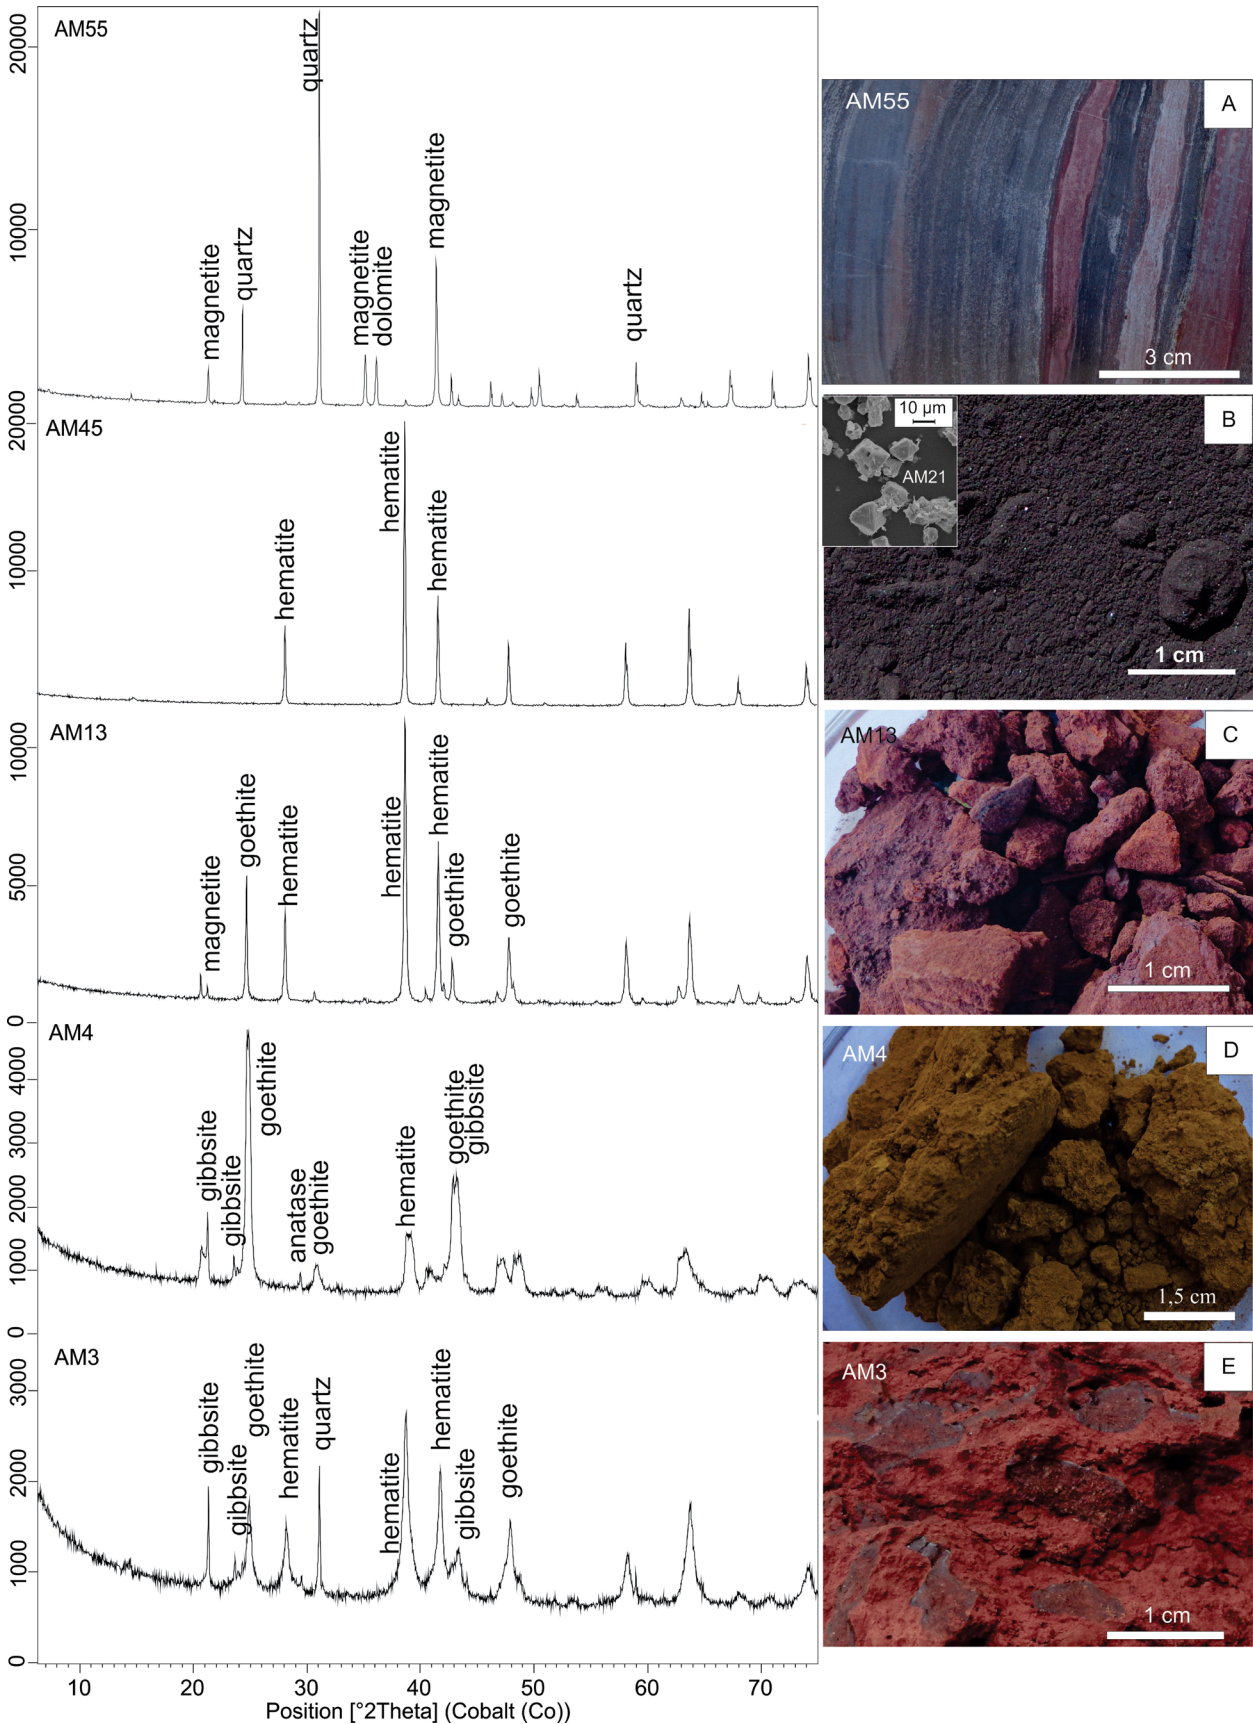 AM55
20000
10000
magnetite
quartz
quartz
magnetite
dolomite
magnetite
quartz
AM45
20000
10000
hematite
hematite
hematite
AM13
10000
5000
0
magnetite
goethite
hematite
hematite
hematite
goethite
goethite
AM4
4000
3000
2000
1000
0
gibbsite
gibbsite
goethite
anatase
goethite
hematite
goethite
gibbsite
AM3
3000
2000
1000
0
gibbsite
gibbsite
goethite
hematite
quartz
hematite
hematite
gibbsite
goethite
10 20 30 40 50 60 70
Position [°2Theta] (Cobalt (Co))
AM55
A
3 cm
10 µm
B
AM21
1 cm
AM13
C
1 cm
AM4
D
1,5 cm
AM3
E
1 cm